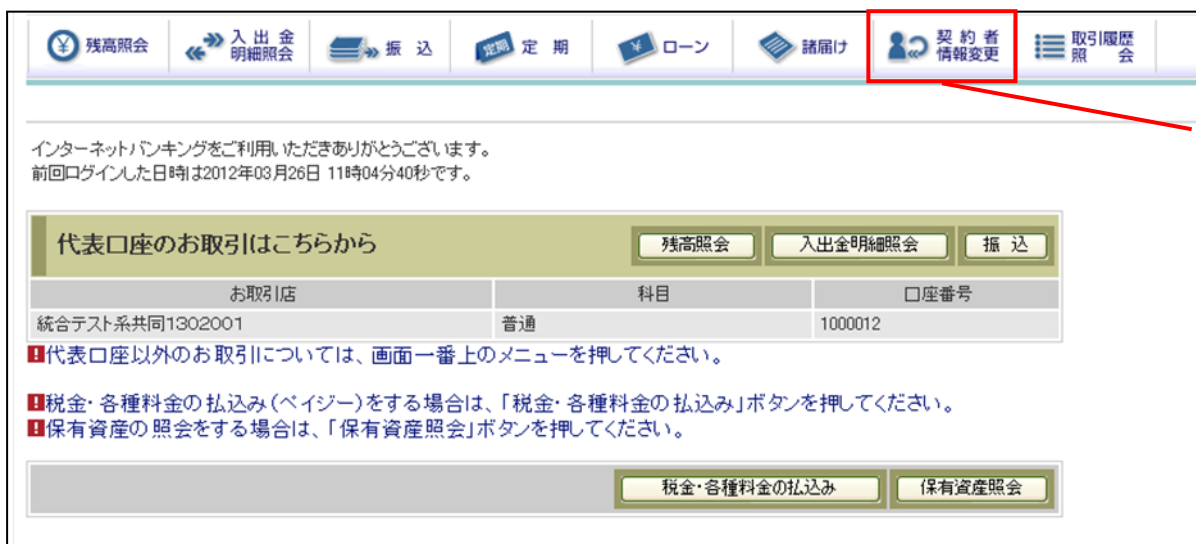 残高照会
入出金
明細照会
振込
定期
定期
ローン
諸届け
契約者
情報変更
取引履歴
照会
インターネットバンキングをご利用いただきありがとうございます。
前回ログインした日時は2012年03月26日 11時04分40秒です。
代表口座のお取引はこちらから 残高照会 入出金明細照会 振込
お取引店 科目 口座番号
統合テスト系共同1302001 普通 1000012
代表口座以外のお取引については、画面一番上のメニューを押してください。
税金・各種料金の払込み(ペイジー)をする場合は、「税金・各種料金の払込み」ボタンを押してください。
保有資産の照会をする場合は、「保有資産照会」ボタンを押してください。
税金・各種料金の払込み 保有資産照会